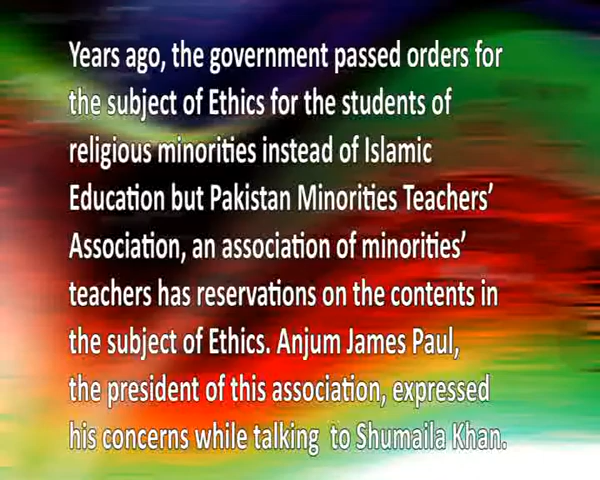 Years ago, the government passed orders for
the subject of Ethics for the students of
religious minorities instead of Islamic
Education but Pakistan Minorities Teachers’
Association, an association of minorities’
teachers has reservations on the contents in
the subject of Ethics. Anjum James Paul,
the president of this association, expressed
his concerns while talking  to Shumaila Khan.